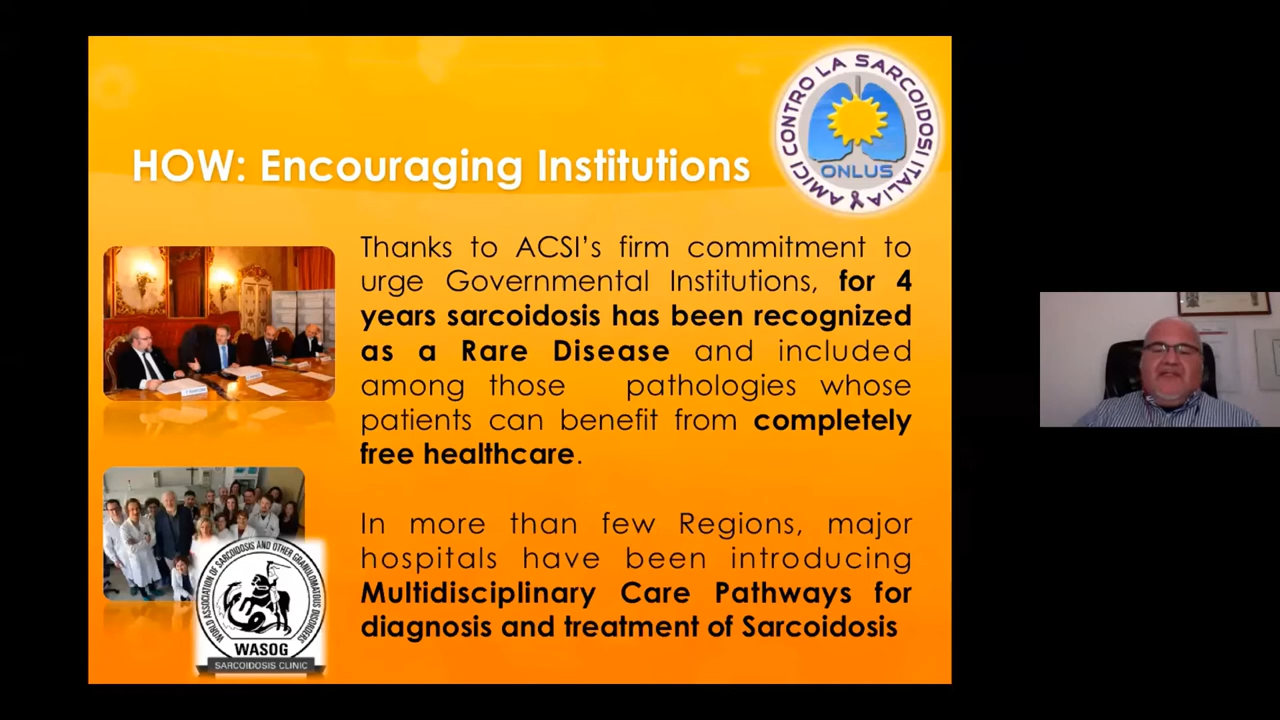 HOW: Encouraging Institutions
AMICI CONTRO LA SARCOIDOSI ITALIA
ONLUS
Thanks to ACSI’s firm commitment to
urge Governmental Institutions, for 4
years sarcoidosis has been recognized
as a Rare Disease and included
among those pathologies whose
patients can benefit from completely
free healthcare.
In more than few Regions, major
hospitals have been introducing
Multidisciplinary Care Pathways for
diagnosis and treatment of Sarcoidosis
WORLD ASSOCIATION OF SARCOIDOSIS AND OTHER GRANULOMATOUS DISORDERS
WASOG
SARCOIDOSIS CLINIC